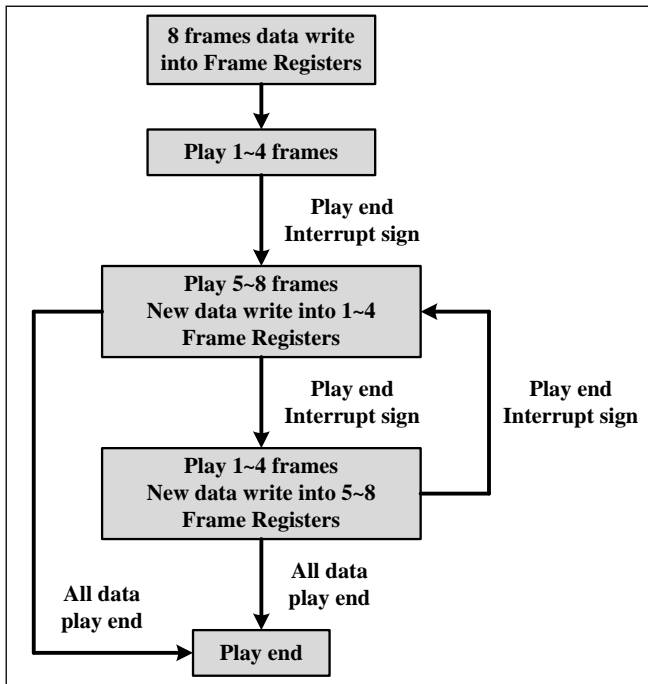 8 frames data write
into Frame Registers
Play 1~4 frames
Play end
Interrupt sign
Play 5~8 frames
New data write into 1~4
Frame Registers
Play end
Interrupt sign
Play end
Interrupt sign
Play 1~4 frames
New data write into 5~8
Frame Registers
All data
play end
All data
play end
Play end